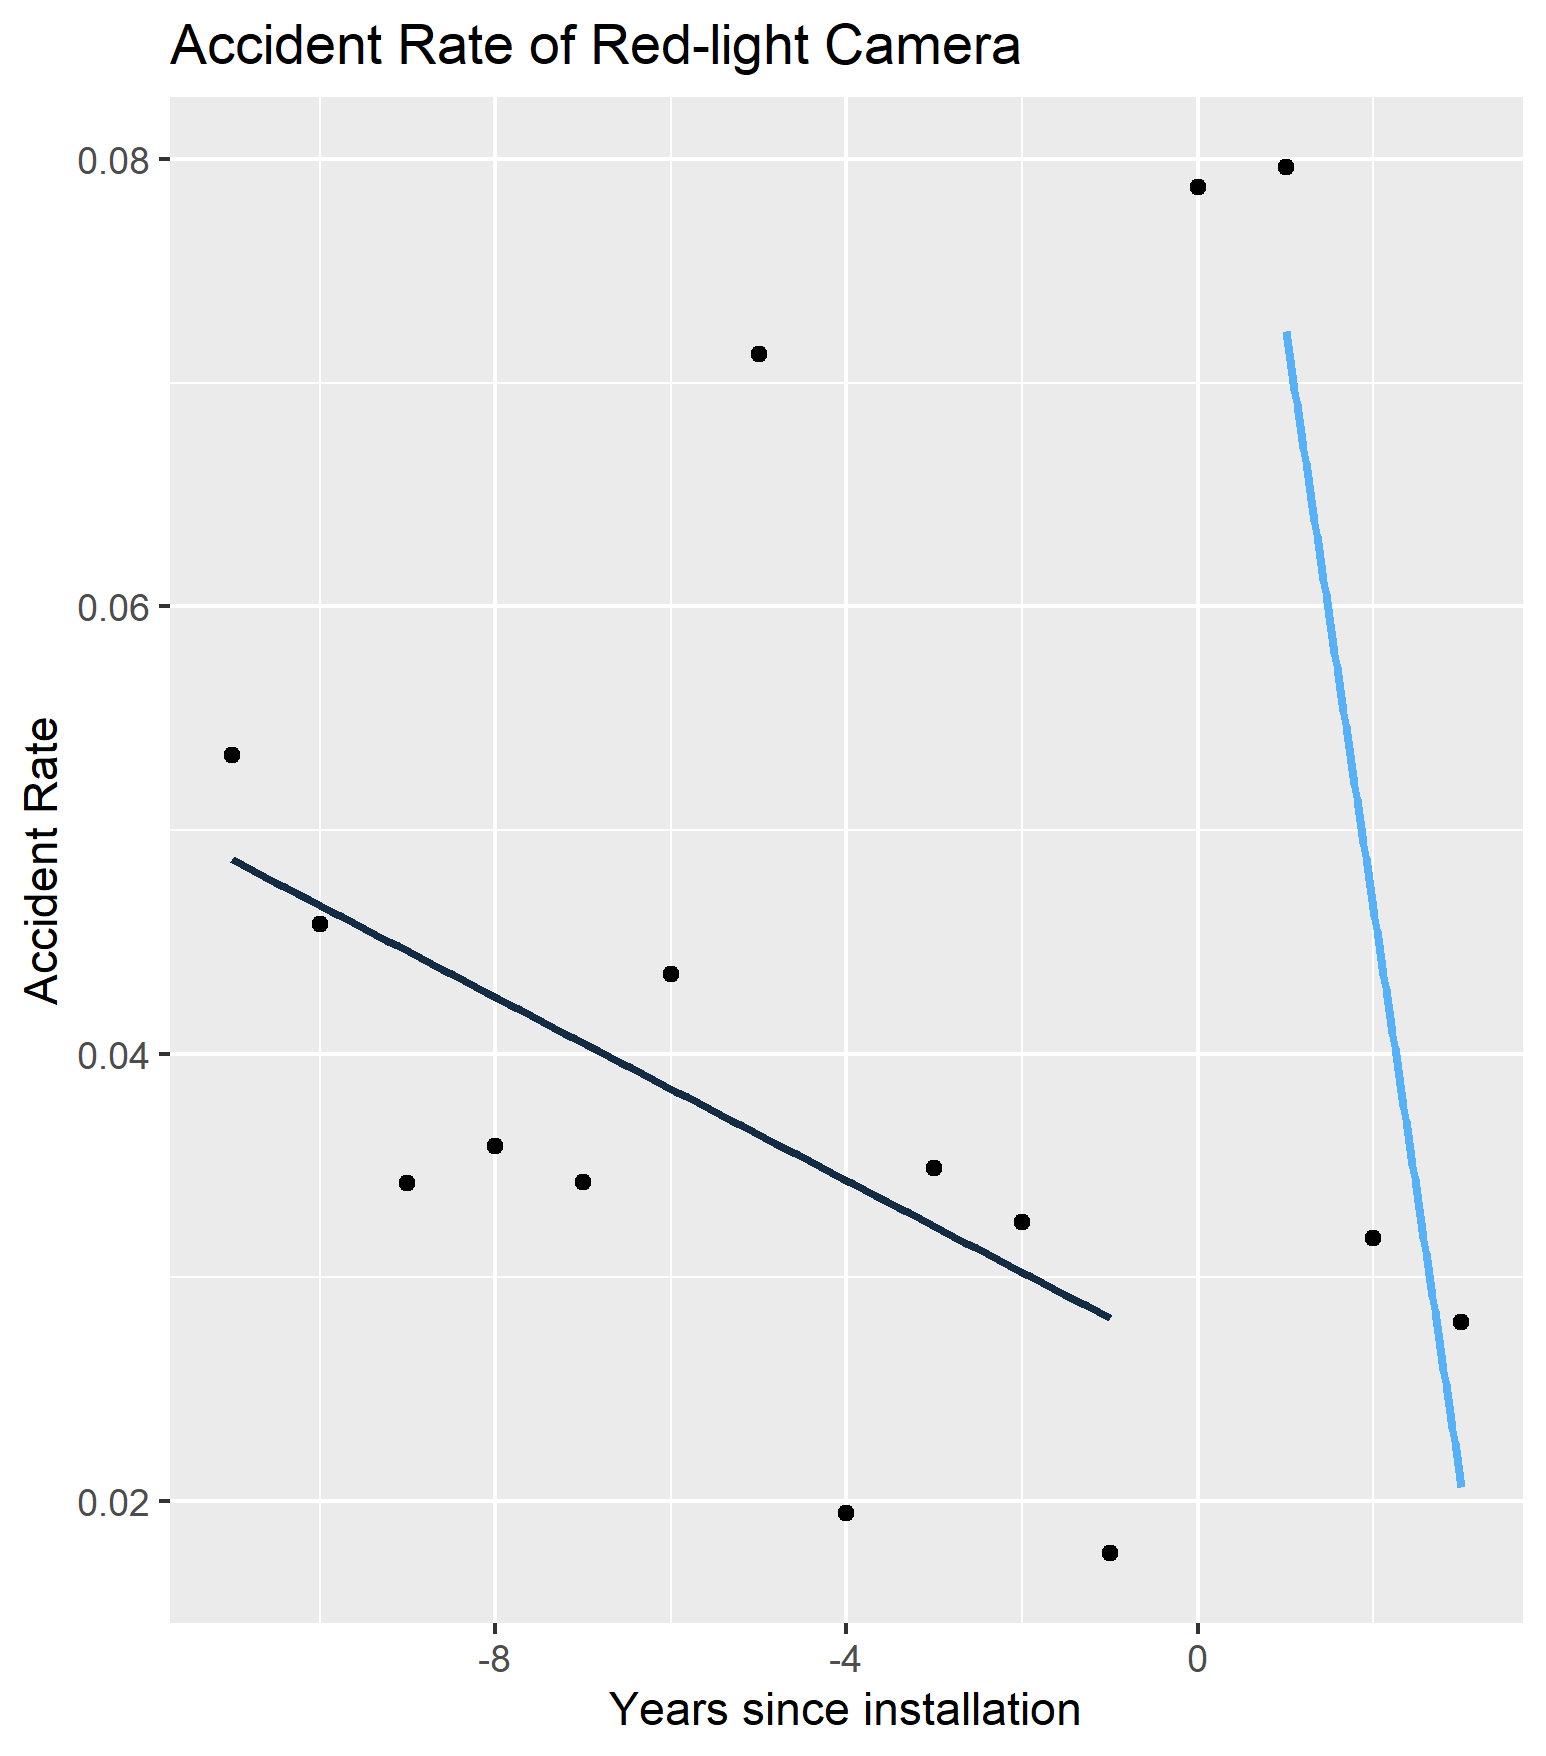 Accident Rate of Red-light Camera
0.08
0.06
0.04
0.02
Accident Rate
-8
-4
0
Years since installation